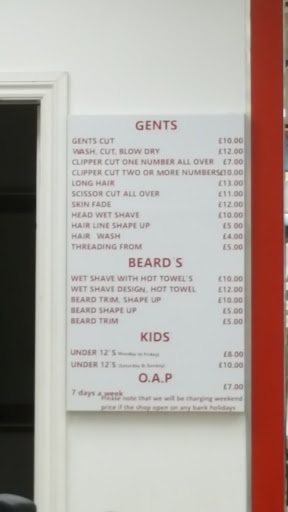 GENTS
GENTS CUT £10.00
WASH, CUT, BLOW DRY £12.00
CLIPPER CUT ONE NUMBER ALL OVER £7.00
CLIPPER CUT TWO OR MORE NUMBERS£10.00
LONG HAIR £13.00
SCISSOR CUT ALL OVER £11.00
SKIN FADE £12.00
HEAD WET SHAVE £10.00
HAIR LINE SHAPE UP £5.00
HAIR WASH £4.00
THREADING FROM £5.00
BEARD S
WET SHAVE WITH HOT TOWEL'S £10.00
WET SHAVE DESIGN, HOT TOWEL £12.00
BEARD TRIM, SHAPE UP £10.00
BEARD SHAPE UP £5.00
BEARD TRIM £5.00
KIDS
UNDER 12'S (Monday to Friday) £8.00
UNDER 12'S (Saturday & Sunday) £10.00
O.A.P
£7.00
7 days a week
Please note that we will be charging weekend
price if the shop open on any bank holidays